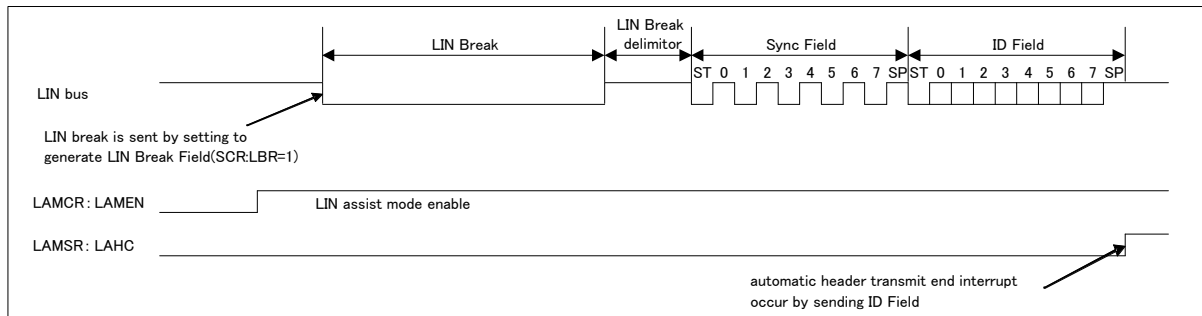 LIN Break
LIN Break
delimitor
Sync Field
ID Field
ST 0 1 2 3 4 5 6 7 SP ST 0 1 2 3 4 5 6 7 SP
LIN bus
LIN break is sent by setting to
generate LIN Break Field(SCR:LBR=1)
LAMCR: LAMEN
LIN assist mode enable
LAMSR: LAHC
automatic header transmit end interrupt
occur by sending ID Field